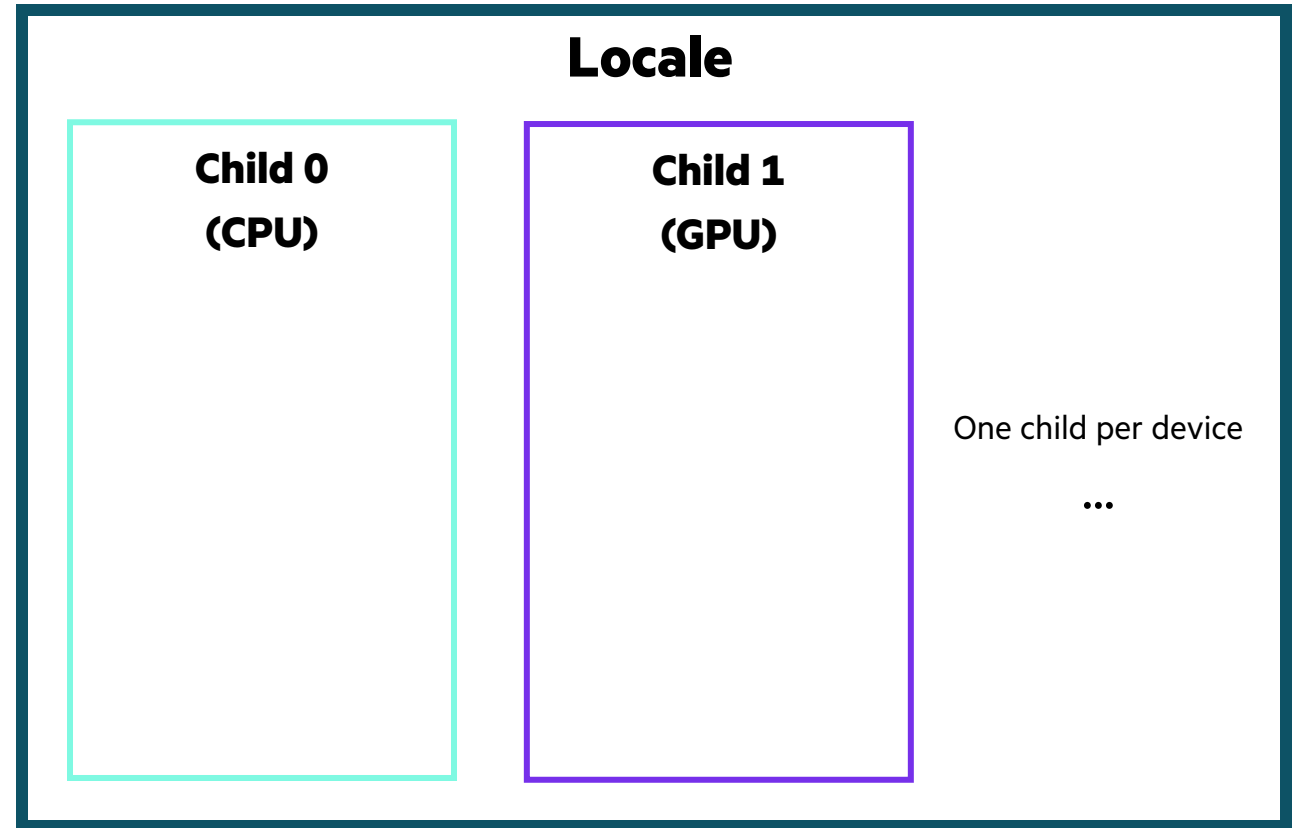 Locale
Child 0
(CPU)
Child 1
(GPU)
One child per device
...